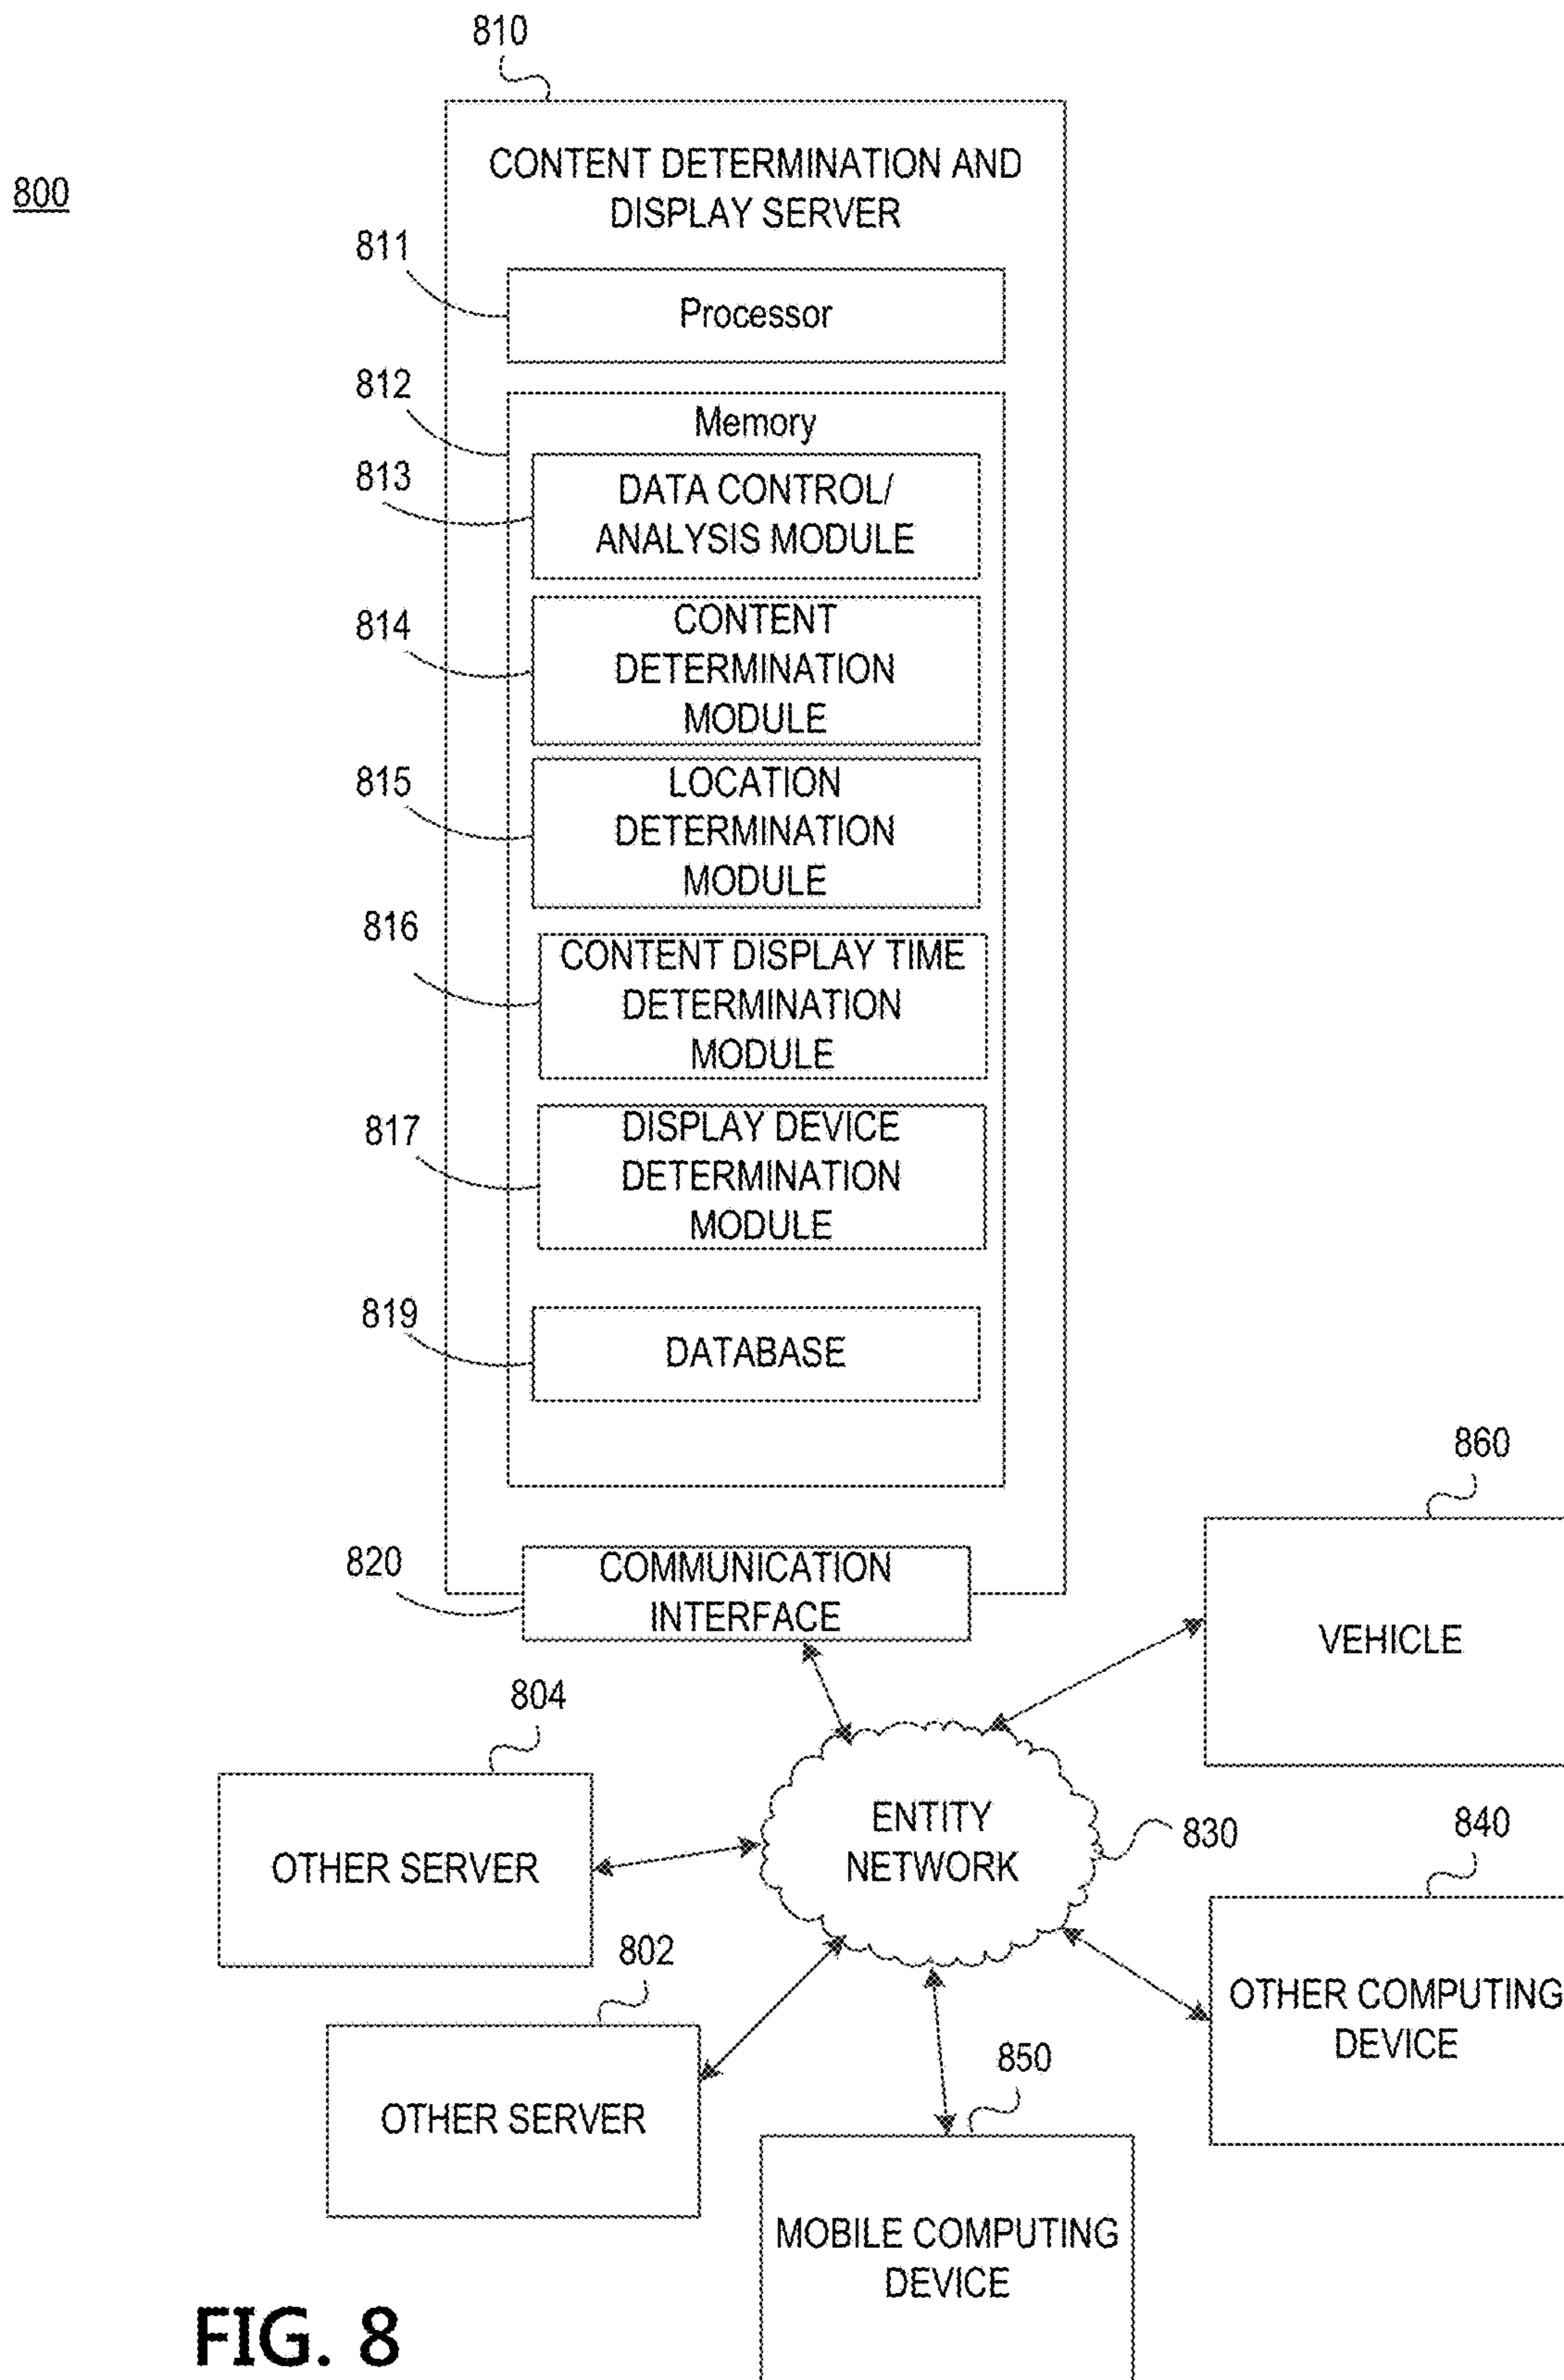 810
800
CONTENT DETERMINATION AND
DISPLAY SERVER
811
Processor
812
Memory
813
DATA CONTROL/
ANALYSIS MODULE
814
CONTENT
DETERMINATION
MODULE
815
LOCATION
DETERMINATION
MODULE
816
CONTENT DISPLAY TIME
DETERMINATION
MODULE
817
DISPLAY DEVICE
DETERMINATION
MODULE
819
DATABASE
820
COMMUNICATION
INTERFACE
860
VEHICLE
804
OTHER SERVER
ENTITY
NETWORK
830
840
OTHER COMPUTING
DEVICE
802
OTHER SERVER
850
MOBILE COMPUTING
DEVICE
FIG. 8